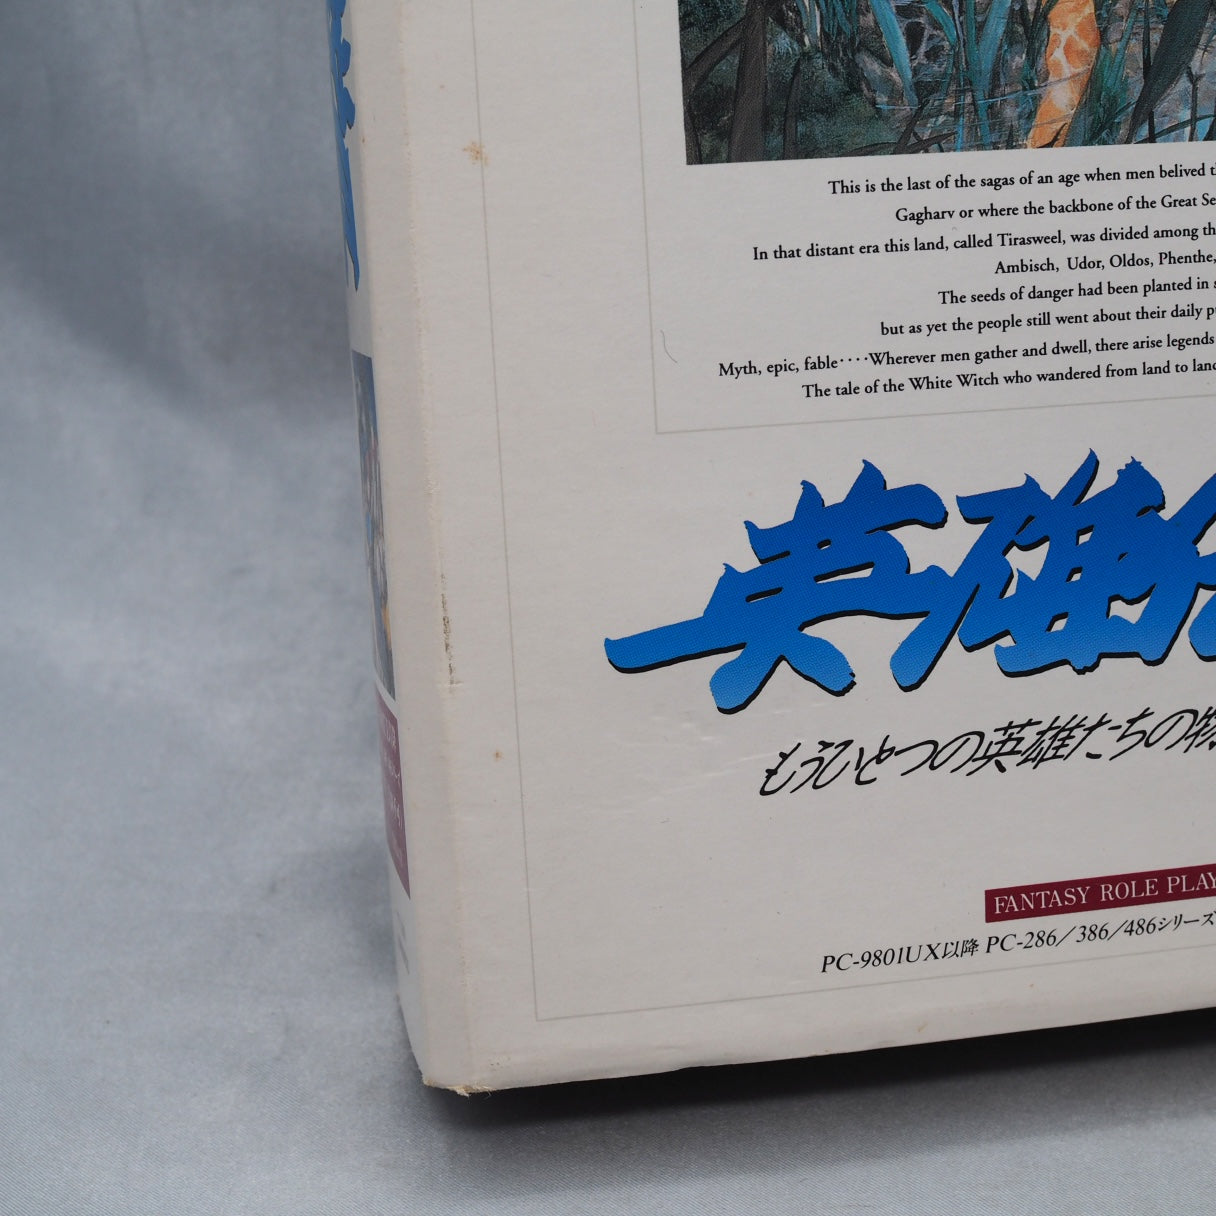 This is the last of the sagas of an age when men belived
Gagharv or where the backbone of the Great
In that distant era this land, called Tirasweel, was divided among
Ambisch, Udor, Oldos, Phenthe,
The seeds of danger had been planted in
but as yet the people still went about their daily
Myth, epic, fable････Wherever men gather and dwell, there arise legends
The tale of the White Witch who wandered from land to
英雄
もうひとつの英雄たちの物
FANTASY ROLE PLAY
PC-9801UX以降 PC-286／386／486シリーズ